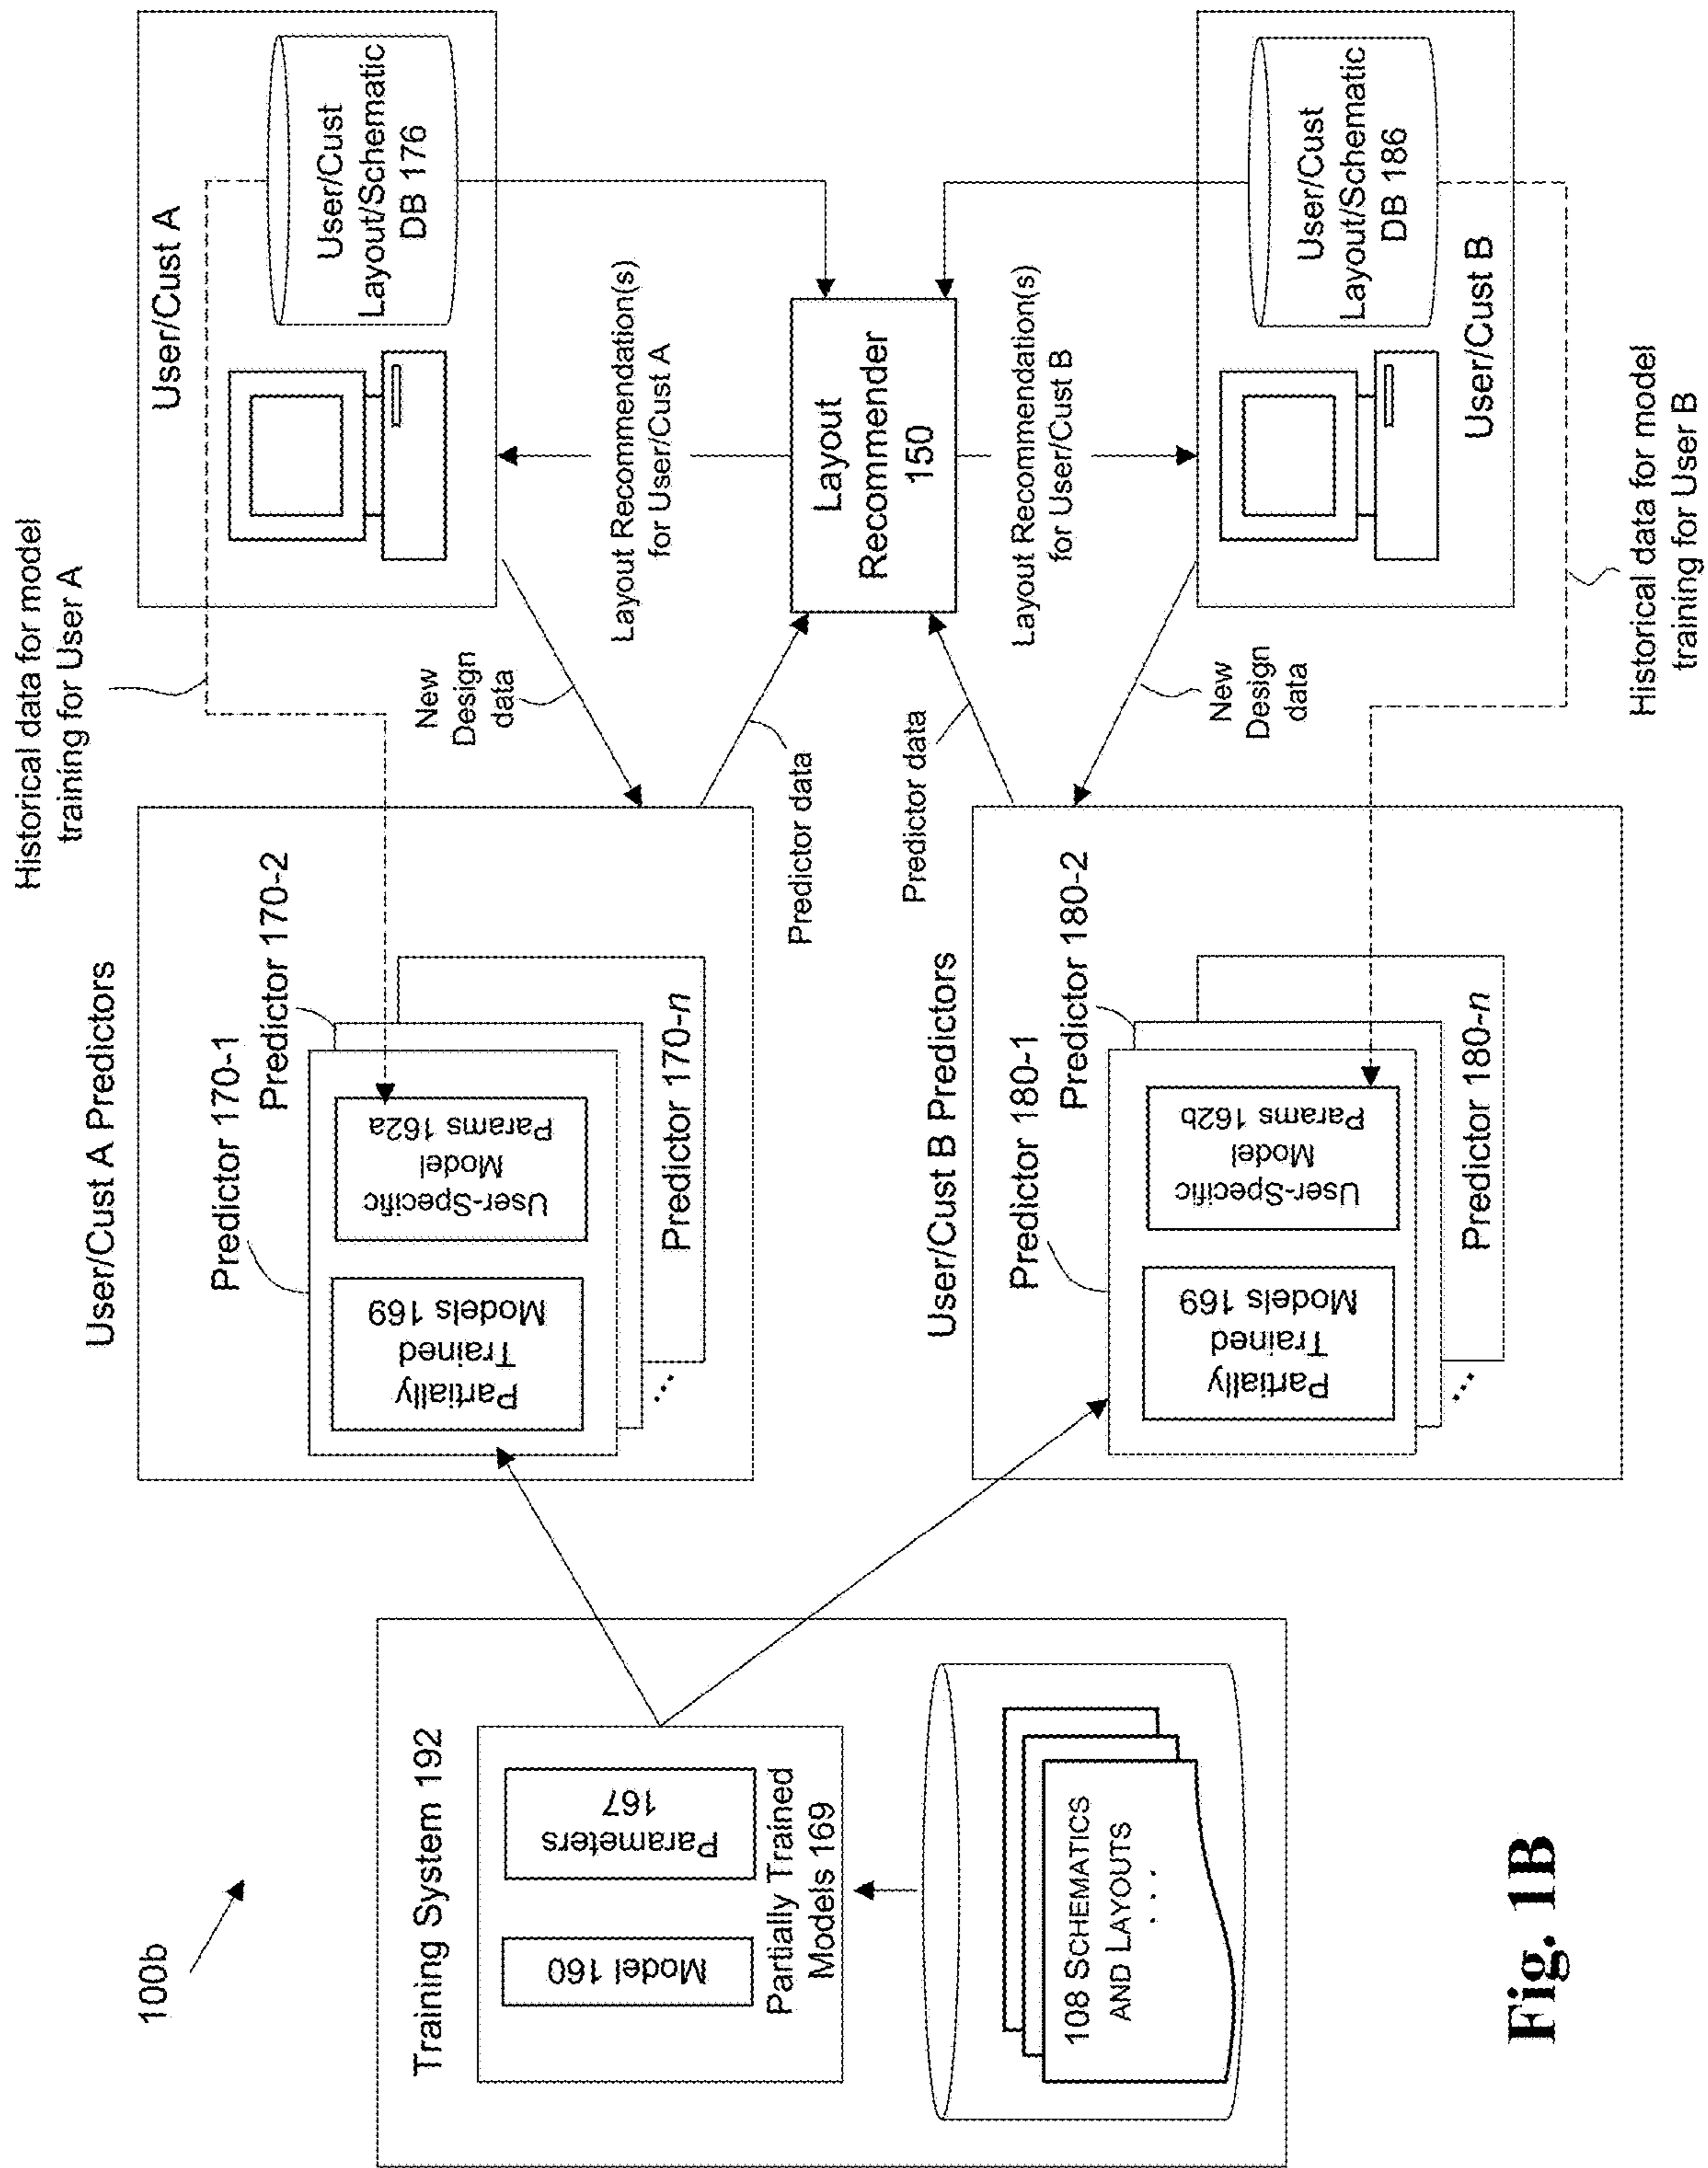 100b
Training System 192
Model 160
Parameters
167
Partially Trained
Models 169
108 SCHEMATICS
AND LAYOUTS
. . .
User/Cust A Predictors
Predictor 170-1
Predictor 170-2
Partially
Trained
Models 169
User-Specific
Model
Params 162a
...
Predictor 170-n
User/Cust B Predictors
Predictor 180-1
Predictor 180-2
Partially
Trained
Models 169
User-Specific
Model
Params 162b
...
Predictor 180-n
Historical data for model
training for User A
New
Design
data
Predictor data
Predictor data
New
Design
data
User/Cust A
User/Cust
Layout/Schematic
DB 176
Layout Recommendation(s)
for User/Cust A
Layout
Recommender
150
Layout Recommendation(s)
for User/Cust B
User/Cust
Layout/Schematic
DB 186
User/Cust B
Historical data for model
training for User B
Fig. 1B